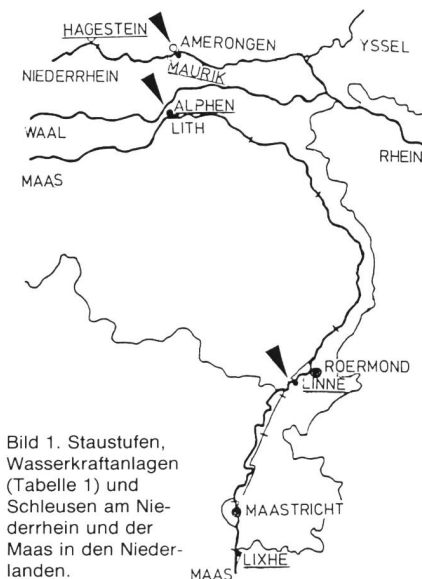 HAGESTEIN
AMERONGEN
YSSEL
NIEDERRHEIN
MAURIK
ALPHEN
WAAL
LITH
RHEIN
MAAS
ROERMOND
LINNE
Bild 1. Staustufen,
Wasserkraftanlagen
(Tabelle 1) und
Schleusen am Nie-
derrhein und der
Maas in den Nieder-
landen.
MAASTRICHT
LIXHE
MAAS